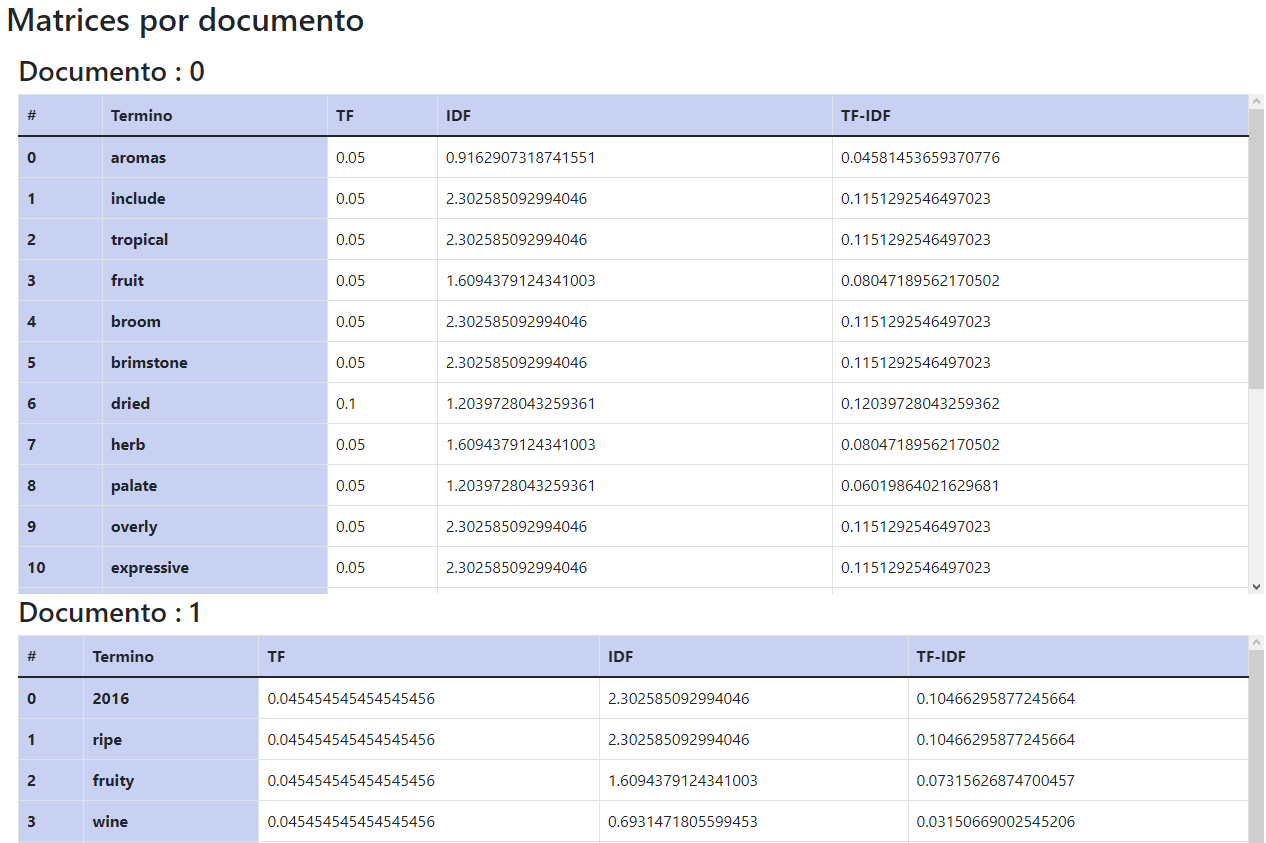 Matrices por documento
Documento : 0
# Termino TF IDF TF-IDF
0 aromas 0.05 0.9162907318741551 0.04581453659370776
1 include 0.05 2.302585092994046 0.1151292546497023
2 tropical 0.05 2.302585092994046 0.1151292546497023
3 fruit 0.05 1.6094379124341003 0.08047189562170502
4 broom 0.05 2.302585092994046 0.1151292546497023
5 brimstone 0.05 2.302585092994046 0.1151292546497023
6 dried 0.1 1.2039728043259361 0.12039728043259362
7 herb 0.05 1.6094379124341003 0.08047189562170502
8 palate 0.05 1.2039728043259361 0.06019864021629681
9 overly 0.05 2.302585092994046 0.1151292546497023
10 expressive 0.05 2.302585092994046 0.1151292546497023
Documento : 1
# Termino TF IDF TF-IDF
0 2016 0.045454545454545456 2.302585092994046 0.10466295877245664
1 ripe 0.045454545454545456 2.302585092994046 0.10466295877245664
2 fruity 0.045454545454545456 1.6094379124341003 0.07315626874700457
3 wine 0.045454545454545456 0.6931471805599453 0.03150669002545206